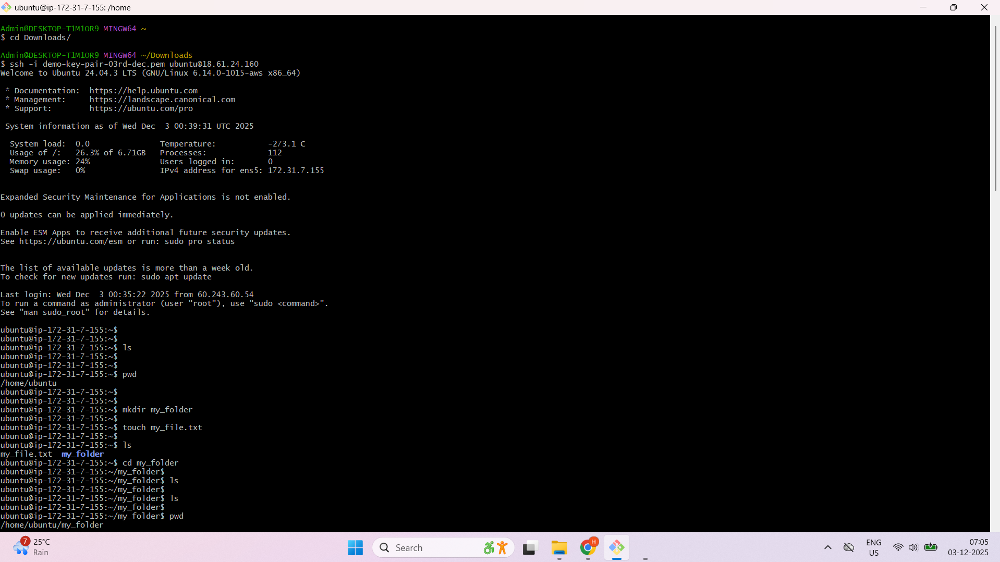 ubuntu@ip-172-31-7-155: /home
Admin@DESKTOP-T1M1OR9 MINGW64 ~
$ cd Downloads/
Admin@DESKTOP-T1M1OR9 MINGW64 ~/Downloads
$ ssh -i demo-key-pair-03rd-dec.pem ubuntu@18.61.24.160
Welcome to Ubuntu 24.04.3 LTS (GNU/Linux 6.14.0-1015-aws x86_64)
* Documentation:  https://help.ubuntu.com
* Management:     https://landscape.canonical.com
* Support:        https://ubuntu.com/pro
System information as of Wed Dec  3 00:39:31 UTC 2025
System load:  0.0               Temperature:           -273.1 C
Usage of /:   26.3% of 6.71GB   Processes:             112
Memory usage: 24%               Users logged in:       0
Swap usage:   0%                IPv4 address for ens5: 172.31.7.155
Expanded Security Maintenance for Applications is not enabled.
0 updates can be applied immediately.
Enable ESM Apps to receive additional future security updates.
See https://ubuntu.com/esm or run: sudo pro status
The list of available updates is more than a week old.
To check for new updates run: sudo apt update
Last login: Wed Dec  3 00:35:22 2025 from 60.243.60.54
To run a command as administrator (user "root"), use "sudo <command>".
See "man sudo_root" for details.
ubuntu@ip-172-31-7-155:~$
ubuntu@ip-172-31-7-155:~$
ubuntu@ip-172-31-7-155:~$ ls
ubuntu@ip-172-31-7-155:~$
ubuntu@ip-172-31-7-155:~$
ubuntu@ip-172-31-7-155:~$ pwd
/home/ubuntu
ubuntu@ip-172-31-7-155:~$
ubuntu@ip-172-31-7-155:~$
ubuntu@ip-172-31-7-155:~$ mkdir my_folder
ubuntu@ip-172-31-7-155:~$
ubuntu@ip-172-31-7-155:~$ touch my_file.txt
ubuntu@ip-172-31-7-155:~$
ubuntu@ip-172-31-7-155:~$ ls
my_file.txt  my_folder
ubuntu@ip-172-31-7-155:~$ cd my_folder
ubuntu@ip-172-31-7-155:~/my_folder$
ubuntu@ip-172-31-7-155:~/my_folder$ ls
ubuntu@ip-172-31-7-155:~/my_folder$
ubuntu@ip-172-31-7-155:~/my_folder$ ls
ubuntu@ip-172-31-7-155:~/my_folder$
ubuntu@ip-172-31-7-155:~/my_folder$ pwd
/home/ubuntu/my_folder
7
25°C
Rain
Search
H
ENG
US
07:05
03-12-2025